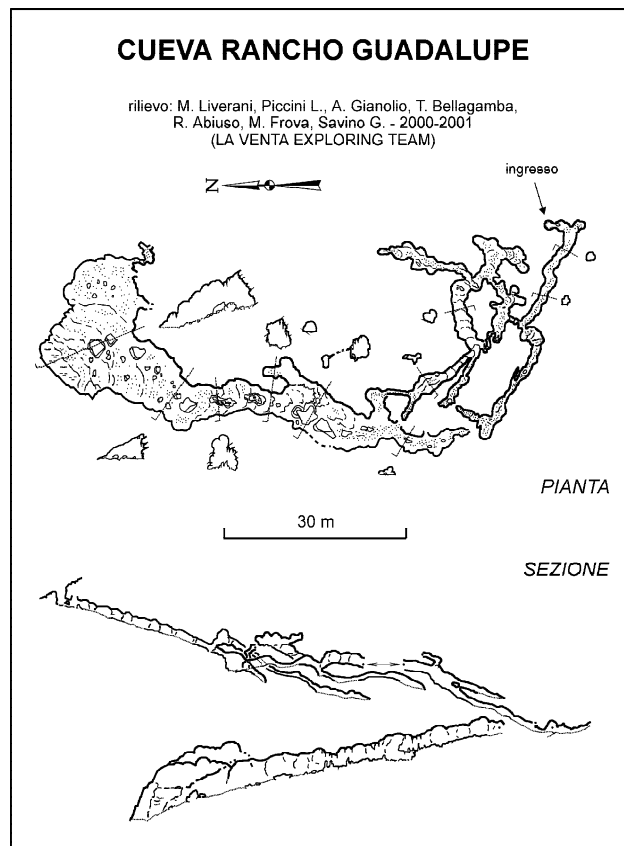 CUEVA RANCHO GUADALUPE
rilievo: M. Liverani, Piccini L., A. Gianolio, T. Bellagamba,
R. Abiuso, M. Frova, Savino G. - 2000-2001
(LA VENTA EXPLORING TEAM)
ingresso
N
PIANTA
30 m
SEZIONE